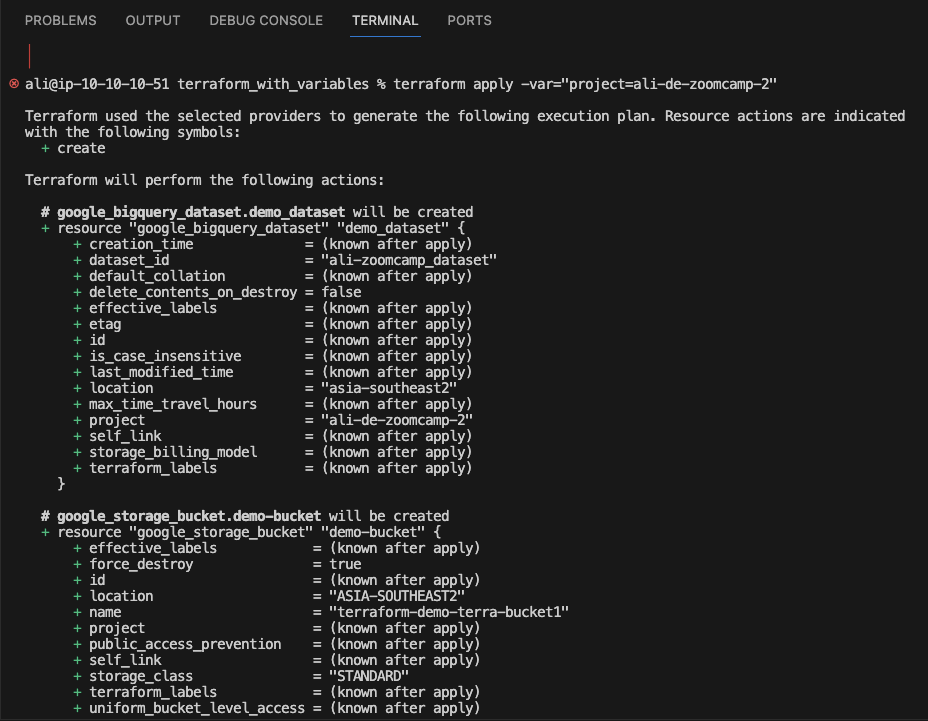 PROBLEMS OUTPUT DEBUG CONSOLE TERMINAL PORTS
ali@ip-10-10-10-51 terraform_with_variables % terraform apply -var="project=ali-de-zoomcamp-2"
Terraform used the selected providers to generate the following execution plan. Resource actions are indicated
with the following symbols:
+ create
Terraform will perform the following actions:
# google_bigquery_dataset.demo_dataset will be created
+ resource "google_bigquery_dataset" "demo_dataset" {
+ creation_time = (known after apply)
+ dataset_id = "ali-zoomcamp_dataset"
+ default_collation = (known after apply)
+ delete_contents_on_destroy = false
+ effective_labels = (known after apply)
+ etag = (known after apply)
+ id = (known after apply)
+ is_case_insensitive = (known after apply)
+ last_modified_time = (known after apply)
+ location = "asia-southeast2"
+ max_time_travel_hours = (known after apply)
+ project = "ali-de-zoomcamp-2"
+ self_link = (known after apply)
+ storage_billing_model = (known after apply)
+ terraform_labels = (known after apply)
}
# google_storage_bucket.demo-bucket will be created
+ resource "google_storage_bucket" "demo-bucket" {
+ effective_labels = (known after apply)
+ force_destroy = true
+ id = (known after apply)
+ location = "ASIA-SOUTHEAST2"
+ name = "terraform-demo-terra-bucket1"
+ project = (known after apply)
+ public_access_prevention = (known after apply)
+ self_link = (known after apply)
+ storage_class = "STANDARD"
+ terraform_labels = (known after apply)
+ uniform_bucket_level_access = (known after apply)